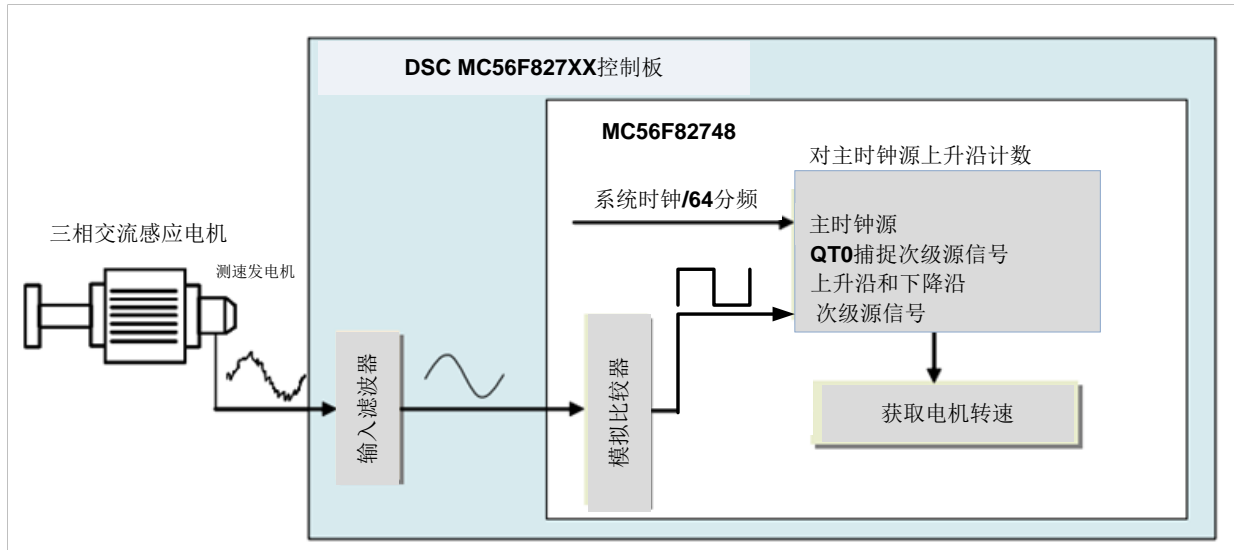 DSC MC56F827XX控制板
MC56F82748
对主时钟源上升沿计数
系统时钟/64分频
主时钟源
QT0捕捉次级源信号
上升沿和下降沿
次级源信号
三相交流感应电机
测速发电机
输入滤波器
模拟比较器
获取电机转速